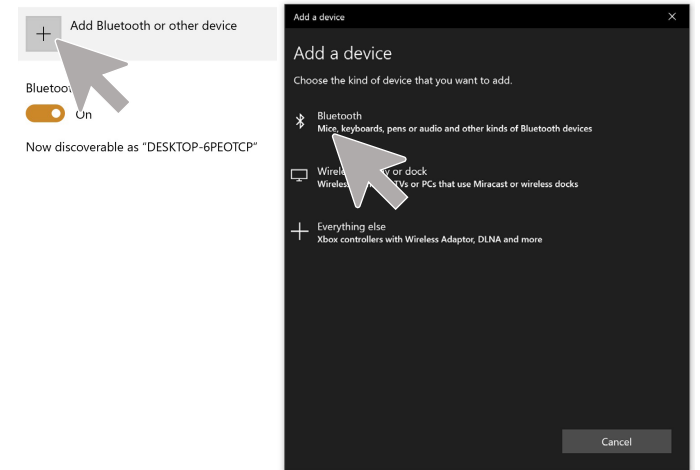 Add Bluetooth or other device
On
Now discoverable as “DESKTOP-6PEOTCP”
Add a device
Add a device
Choose the kind of device that you want to add.
Bluetooth
Mice, keyboards, pens or audio and other kinds of Bluetooth devices
or dock
TVs or PCs that use Miracast or wireless docks
Everything else
Xbox controllers with Wireless Adaptor, DLNA and more
Cancel